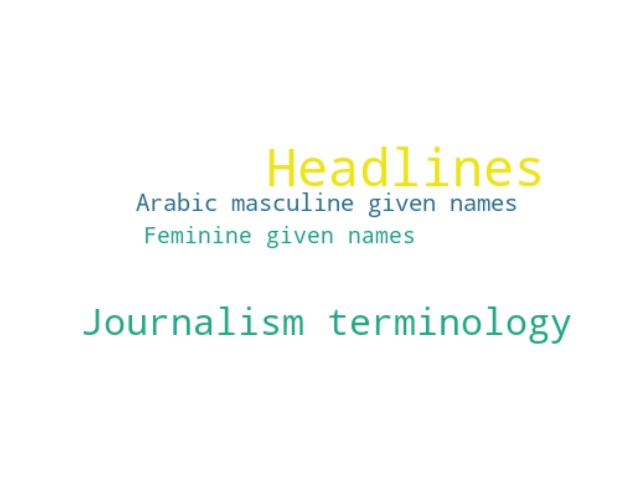 Headlines
Arabic masculine given names
Feminine given names
Journalism terminology